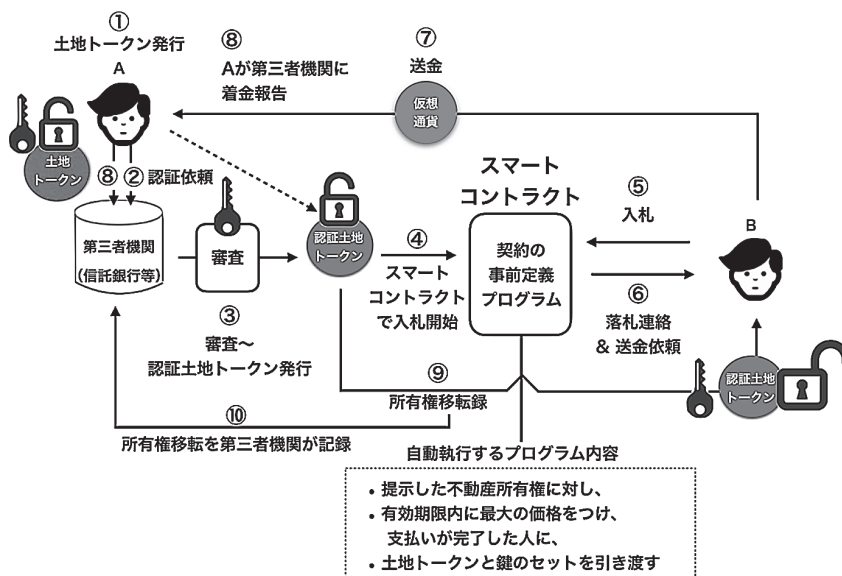 ①
土地トークン発行
A
⑧
Aが第三者機関に
着金報告
⑦
送金
仮想
通貨
土地
トークン
⑧
② 認証依頼
第三者機関
(信託銀行等)
審査
③
審査〜
認証土地トークン発行
認証土地
トークン
④
スマート
コントラクト
で入札開始
スマート
コントラクト
契約の
事前定義
プログラム
⑤
入札
B
⑥
落札連絡
& 送金依頼
認証土地
トークン
⑨
所有権移転録
⑩
所有権移転を第三者機関が記録
自動執行するプログラム内容
• 提示した不動産所有権に対し、
• 有効期限内に最大の価格をつけ、
支払いが完了した人に、
• 土地トークンと鍵のセットを引き渡す